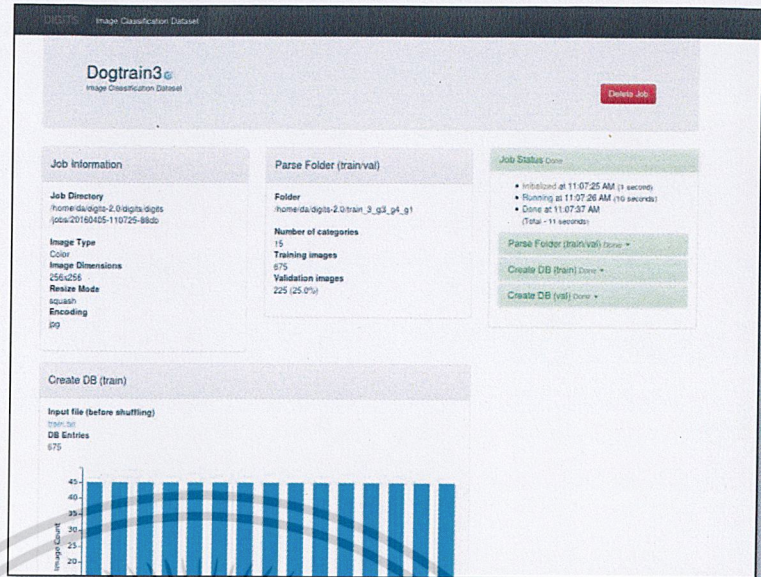 DIGITS Image Classification Dataset
Dogtrain3
Image Classification Dataset
Delete Job
Job Information
Job Directory
/home/da/digits-2.0/digits/digits
/jobs/20160405-110725-88db
Image Type
Color
Image Dimensions
256x256
Resize Mode
squash
Encoding
jpg
Parse Folder (train/val)
Folder
/home/da/digits-2.0/train_3_g3_g4_g1
Number of categories
15
Training images
675
Validation images
225 (25.0%)
Job Status Done
• Initialized at 11:07:25 AM (1 second)
• Running at 11:07:26 AM (10 seconds)
• Done at 11:07:37 AM
(Total - 11 seconds)
Parse Folder (train/val) Done
Create DB (train) Done
Create DB (val) Done
Create DB (train)
Input file (before shuffling)
train.txt
DB Entries
675
Image Count
45
40
35
30
25
20